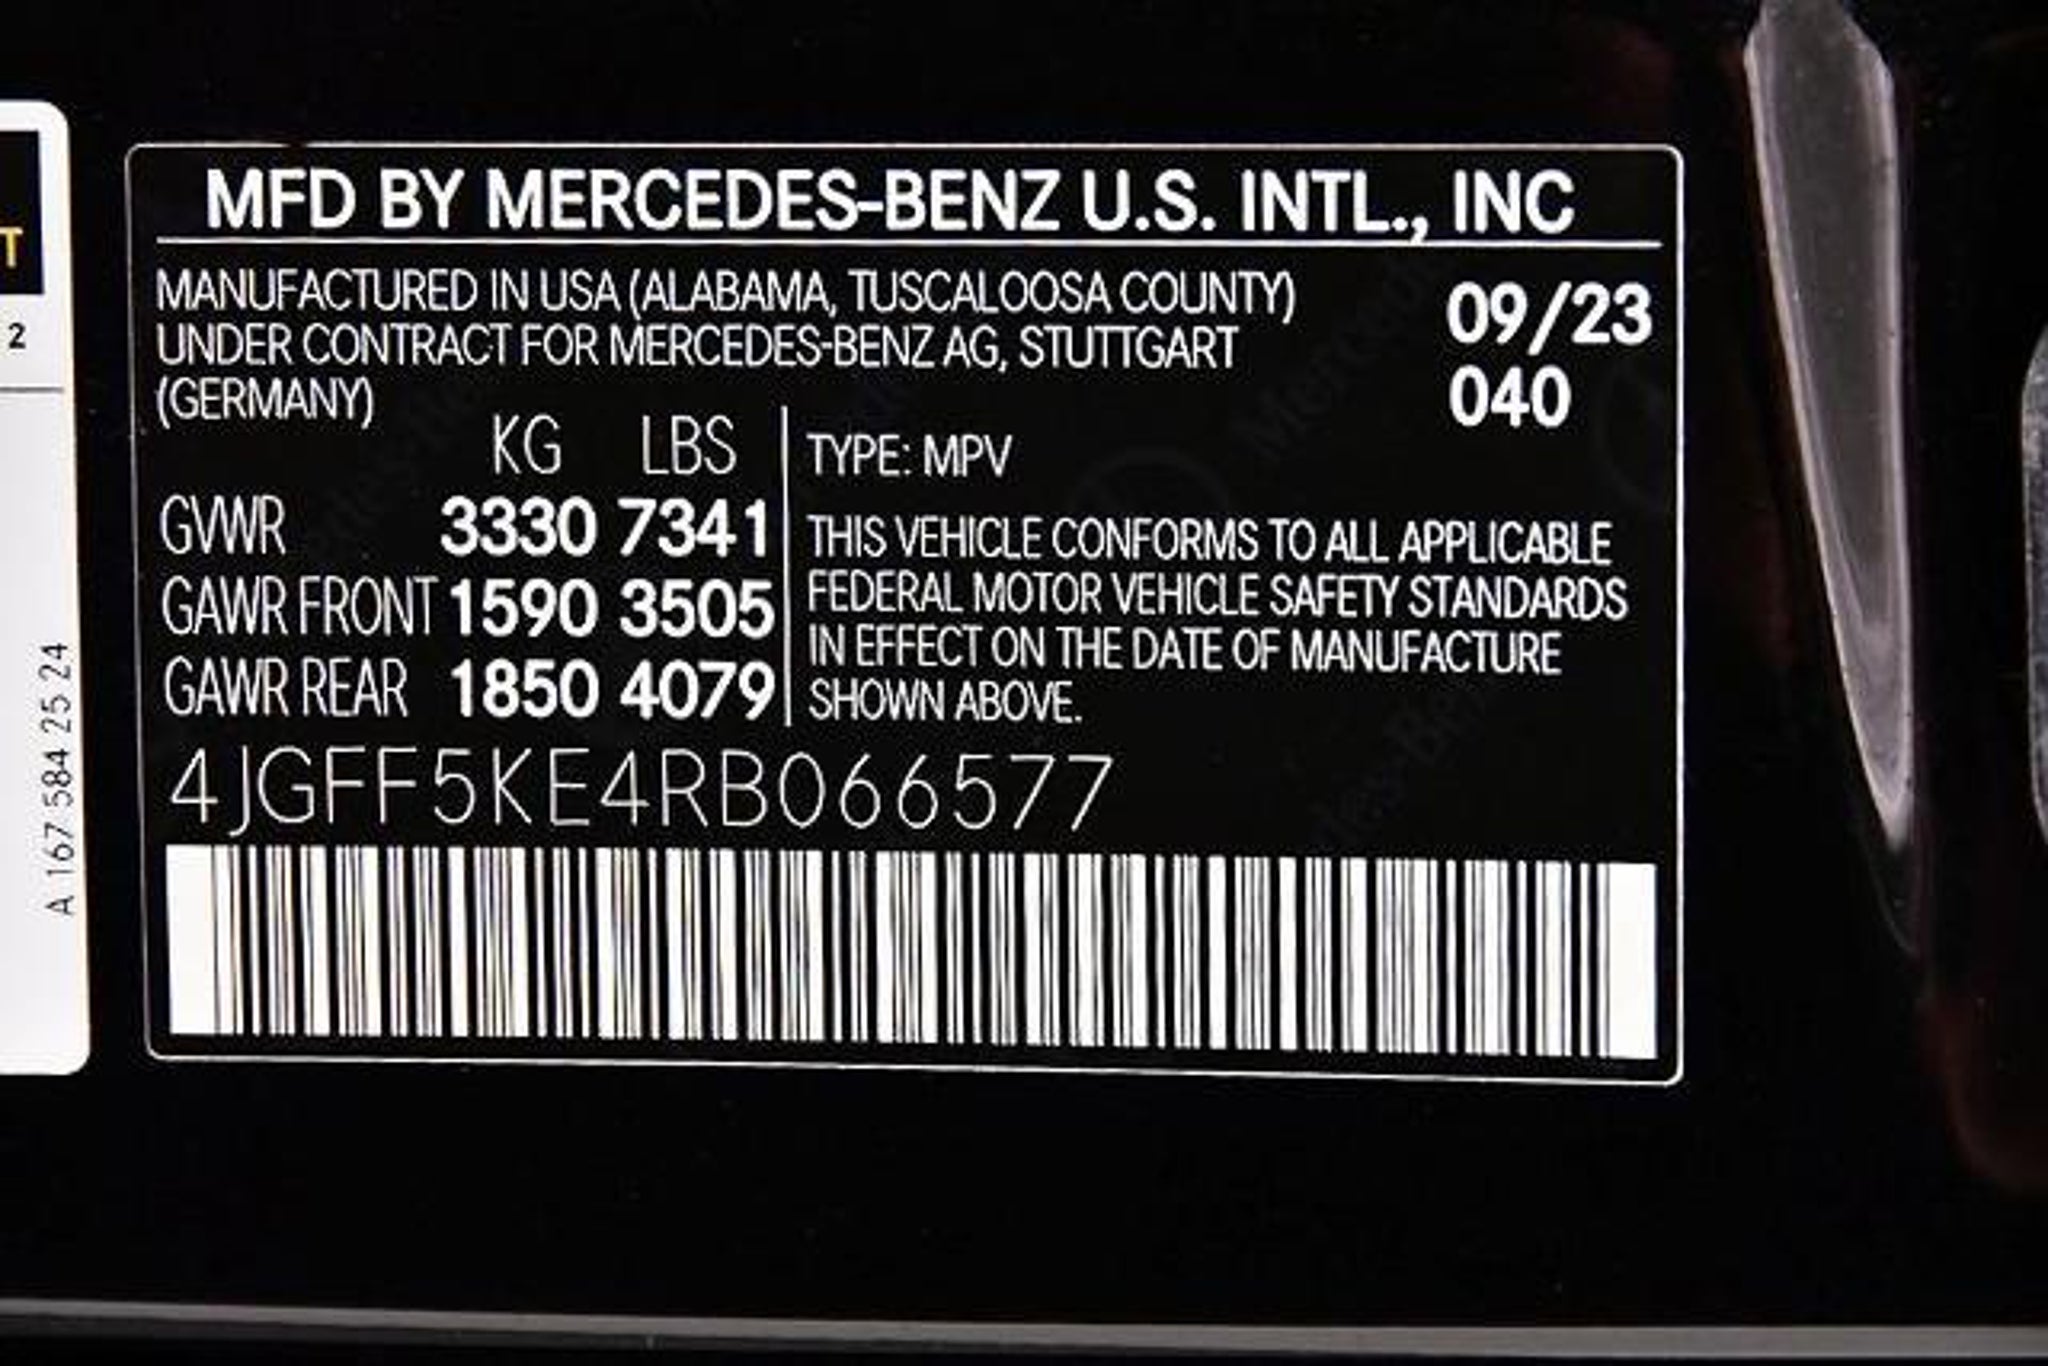 MFD BY MERCEDES-BENZ U.S. INTL., INC
MANUFACTURED IN USA (ALABAMA, TUSCALOOSA COUNTY)
UNDER CONTRACT FOR MERCEDES-BENZ AG, STUTTGART
(GERMANY)
09/23
040
KG LBS
GVWR 3330 7341
GAWR FRONT 1590 3505
GAWR REAR 1850 4079
TYPE: MPV
THIS VEHICLE CONFORMS TO ALL APPLICABLE
FEDERAL MOTOR VEHICLE SAFETY STANDARDS
IN EFFECT ON THE DATE OF MANUFACTURE
SHOWN ABOVE.
4JGFF5KE4RB066577
T
2
A 167 584 25 24